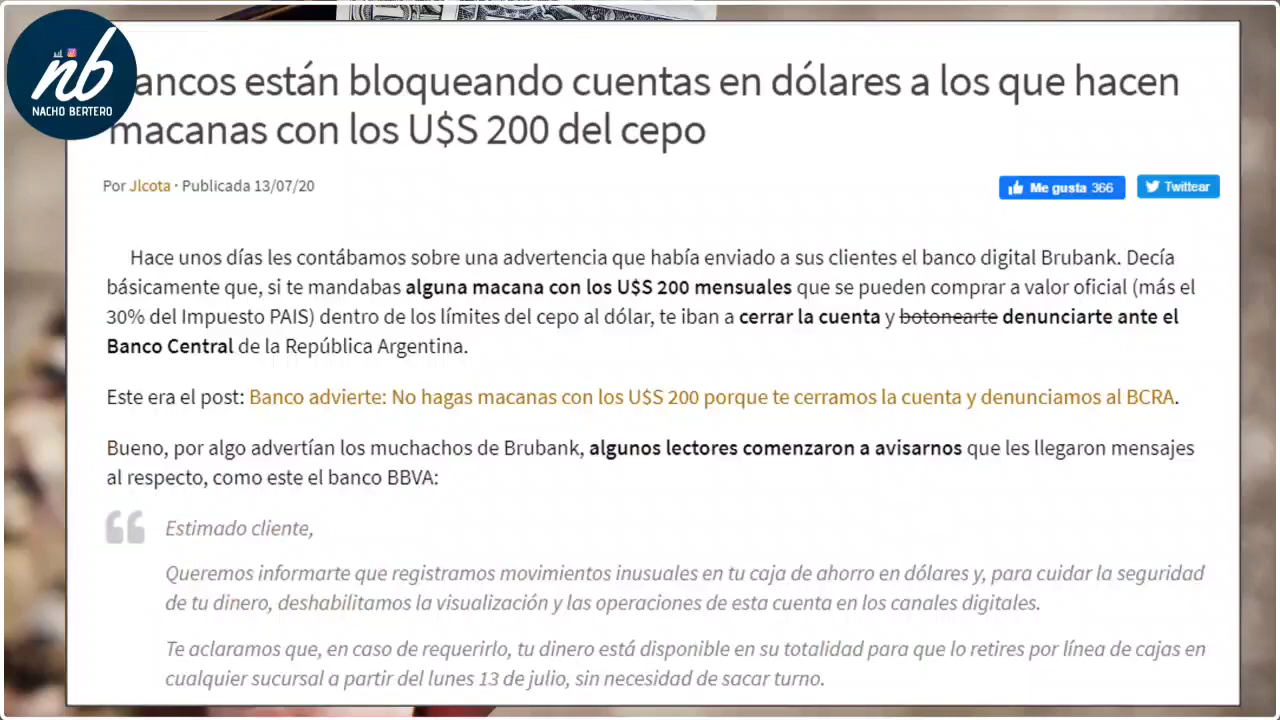 nb
NACHO BERTERO
ancos están bloqueando cuentas en dólares a los que hacen
macanas con los U$S 200 del cepo
Por Jlcota · Publicada 13/07/20
Me gusta 366
Twittear
Hace unos días les contábamos sobre una advertencia que había enviado a sus clientes el banco digital Brubank. Decía
básicamente que, si te mandabas alguna macana con los U$S 200 mensuales que se pueden comprar a valor oficial (más el
30% del Impuesto PAIS) dentro de los límites del cepo al dólar, te iban a cerrar la cuenta y botonearte denunciarte ante el
Banco Central de la República Argentina.
Este era el post: Banco advierte: No hagas macanas con los U$S 200 porque te cerramos la cuenta y denunciamos al BCRA.
Bueno, por algo advertían los muchachos de Brubank, algunos lectores comenzaron a avisarnos que les llegaron mensajes
al respecto, como este el banco BBVA:
Estimado cliente,
Queremos informarte que registramos movimientos inusuales en tu caja de ahorro en dólares y, para cuidar la seguridad
de tu dinero, deshabilitamos la visualización y las operaciones de esta cuenta en los canales digitales.
Te aclaramos que, en caso de requerirlo, tu dinero está disponible en su totalidad para que lo retires por línea de cajas en
cualquier sucursal a partir del lunes 13 de julio, sin necesidad de sacar turno.